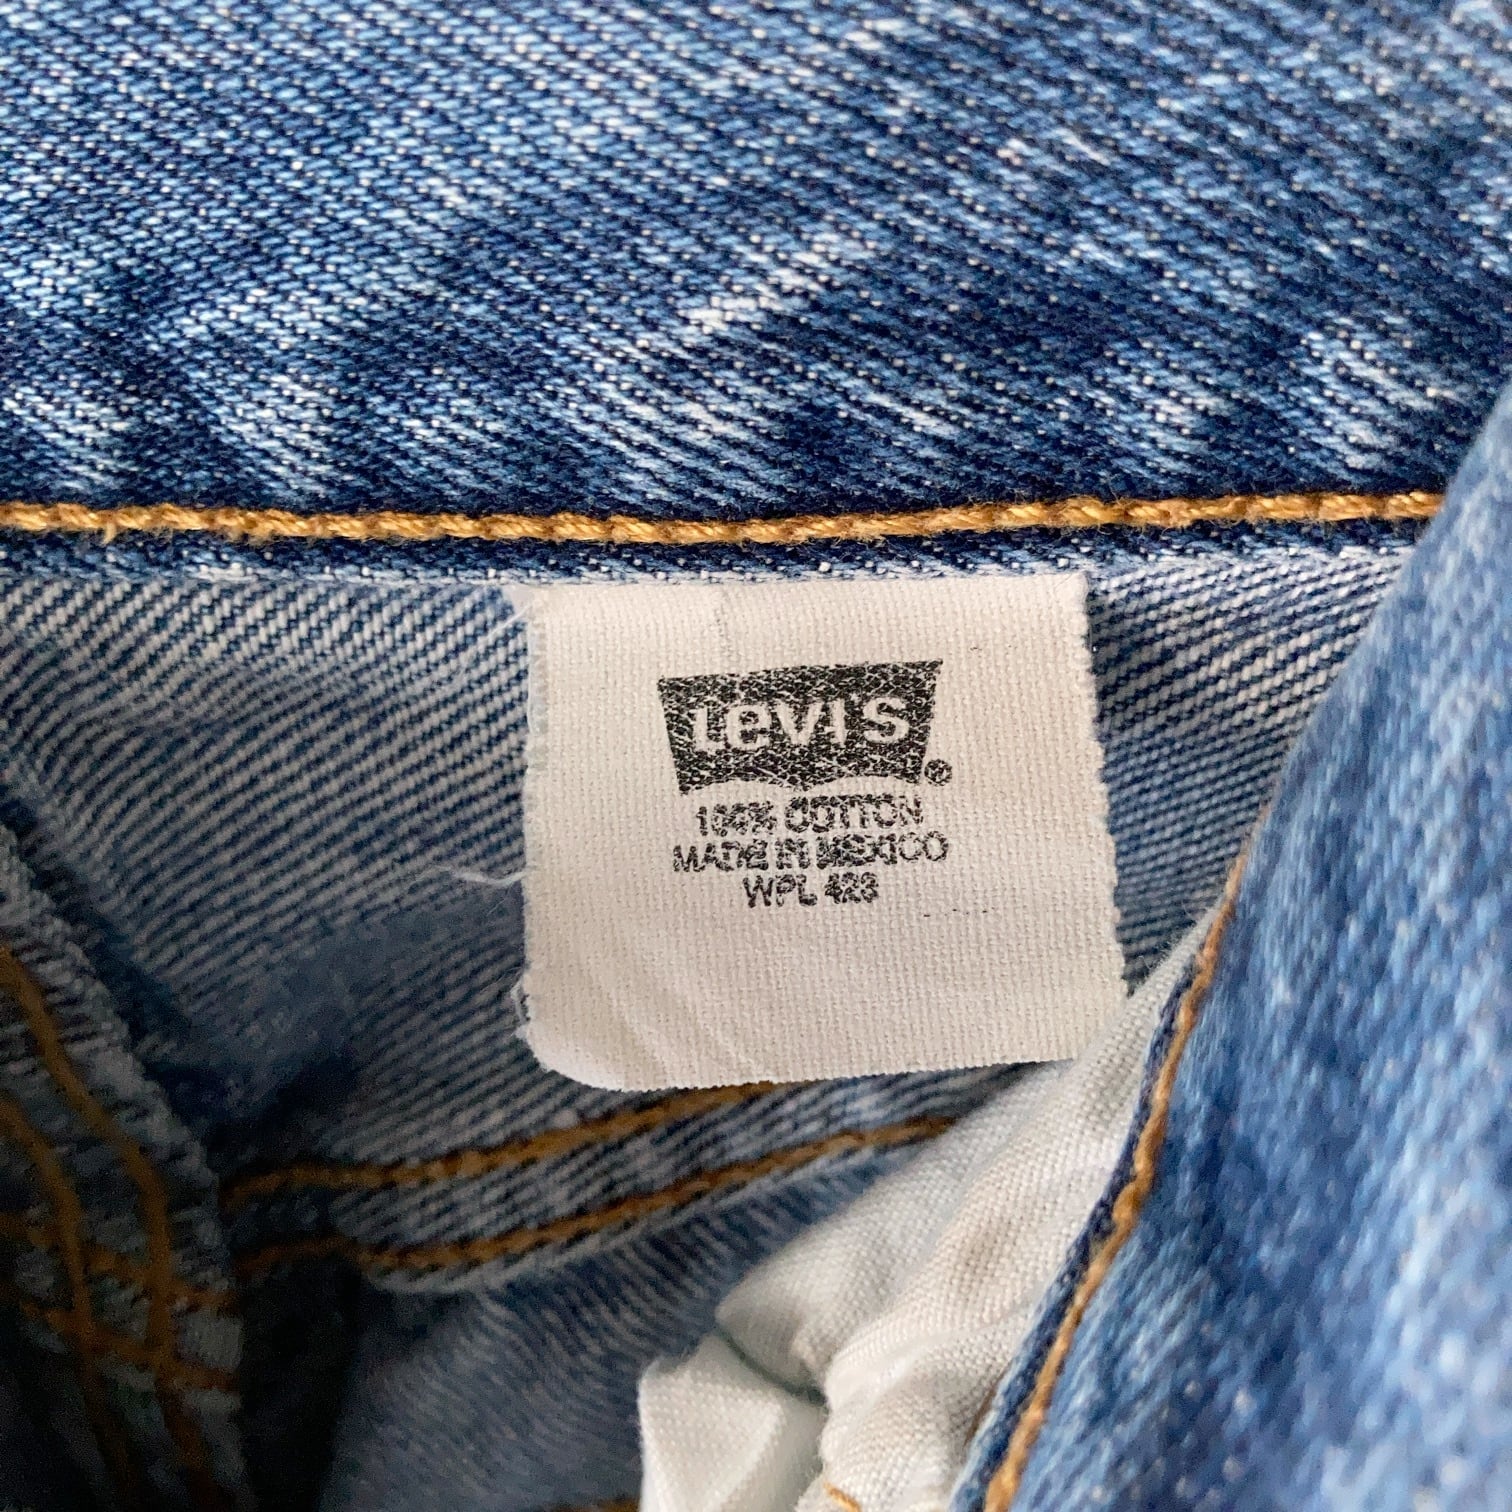 Levi's®
100% COTTON
MADE IN MEXICO
WPL 423